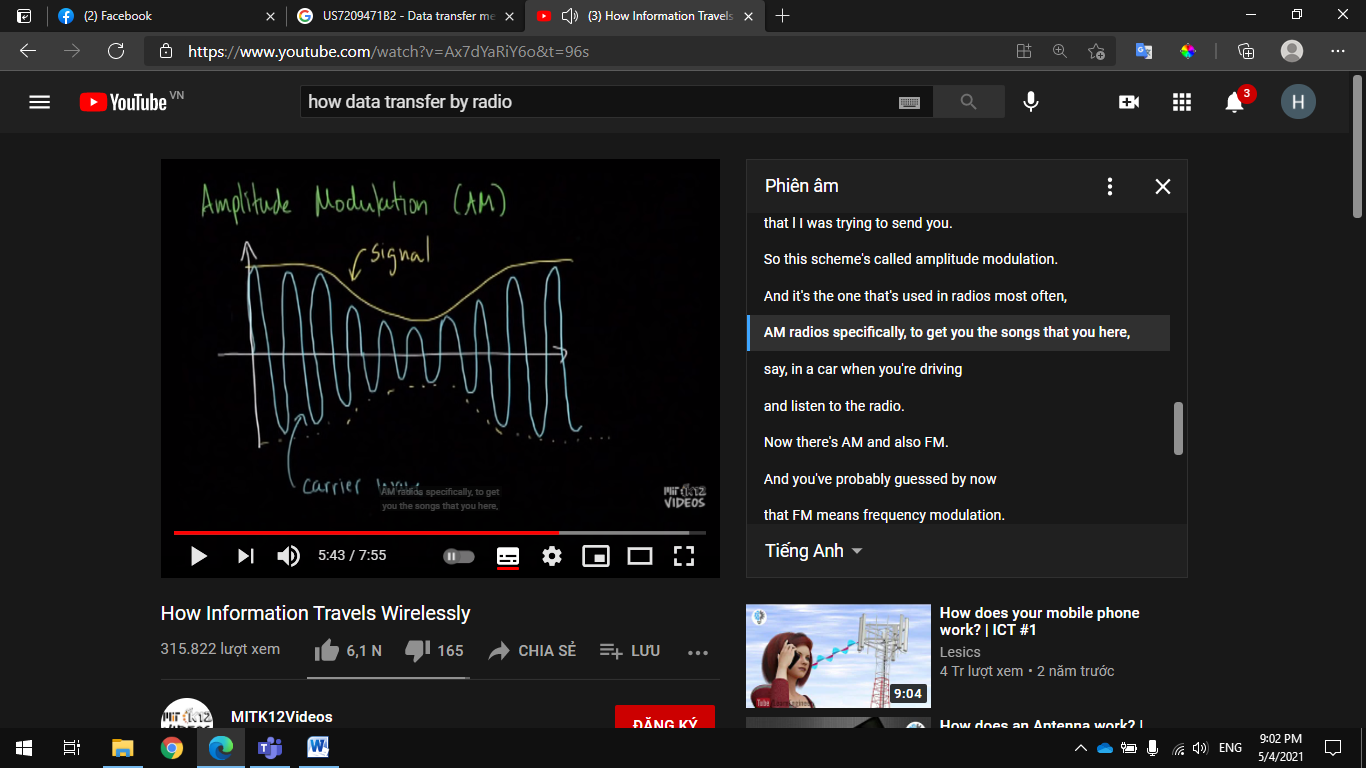 (2) Facebook
US7209471B2 - Data transfer me
(3) How Information Travels
https://www.youtube.com/watch?v=Ax7dYaRiY6o&t=96s
YouTube VN
how data transfer by radio
3
H
Amplitude Modulation (AM)
signal
carrier wave
AM radios specifically, to get
you the songs that you here,
MIT K12
VIDEOS
5:43 / 7:55
Phiên âm
that I I was trying to send you.
So this scheme's called amplitude modulation.
And it's the one that's used in radios most often,
AM radios specifically, to get you the songs that you here,
say, in a car when you're driving
and listen to the radio.
Now there's AM and also FM.
And you've probably guessed by now
that FM means frequency modulation.
Tiếng Anh
How Information Travels Wirelessly
315.822 lượt xem
6,1 N
165
CHIA SẺ
LƯU
MIT K12
MITK12Videos
ĐĂNG KÝ
9:04
How does your mobile phone
work? | ICT #1
Lesics
4 Tr lượt xem • 2 năm trước
How does an Antenna work? |
ENG
9:02 PM
5/4/2021